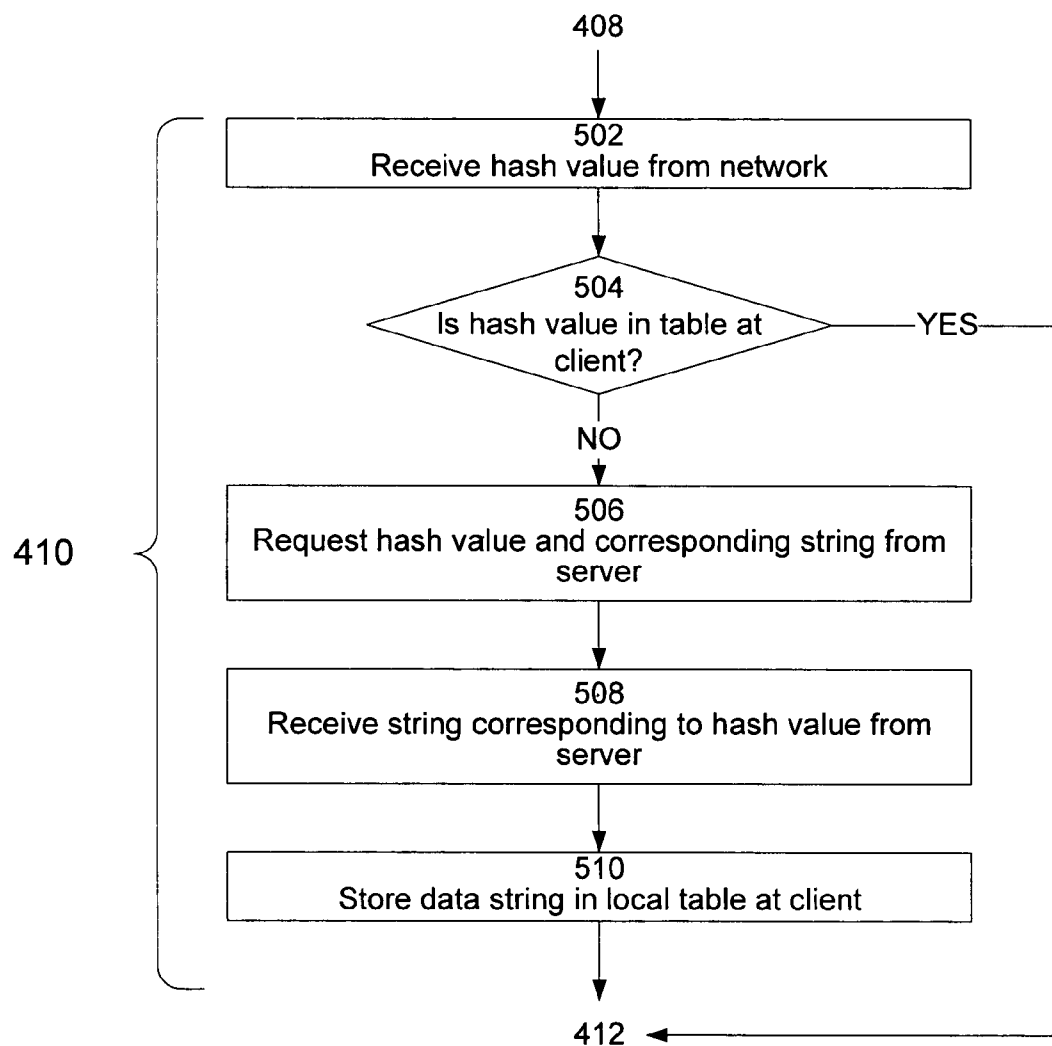 408
502
Receive hash value from network
504
Is hash value in table at
client?
YES
NO
506
Request hash value and corresponding string from
server
410
508
Receive string corresponding to hash value from
server
510
Store data string in local table at client
412